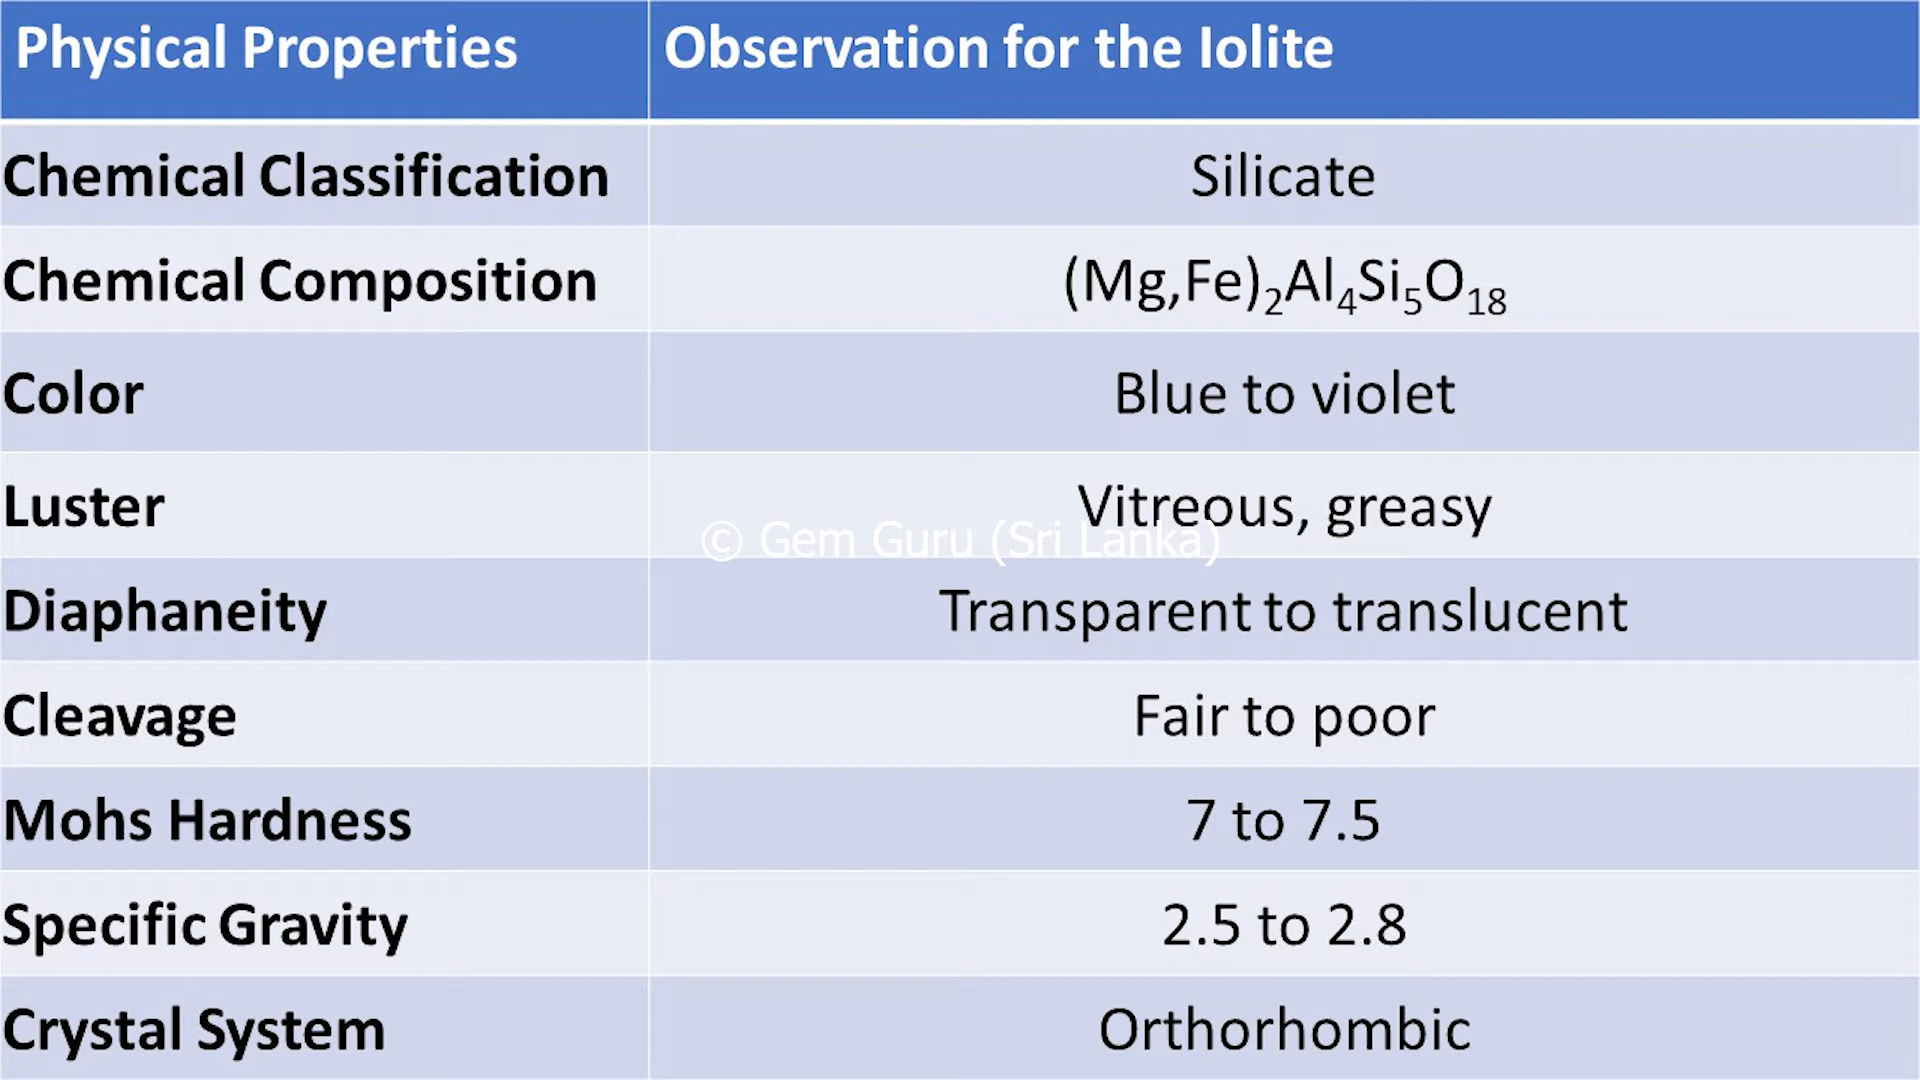 Physical Properties Observation for the Iolite
Chemical Classification Silicate
Chemical Composition (Mg,Fe)₂Al₄Si₅O₁₈
Color Blue to violet
Luster Vitreous, greasy
© Gem Guru (Sri Lanka)
Diaphaneity Transparent to translucent
Cleavage Fair to poor
Mohs Hardness 7 to 7.5
Specific Gravity 2.5 to 2.8
Crystal System Orthorhombic